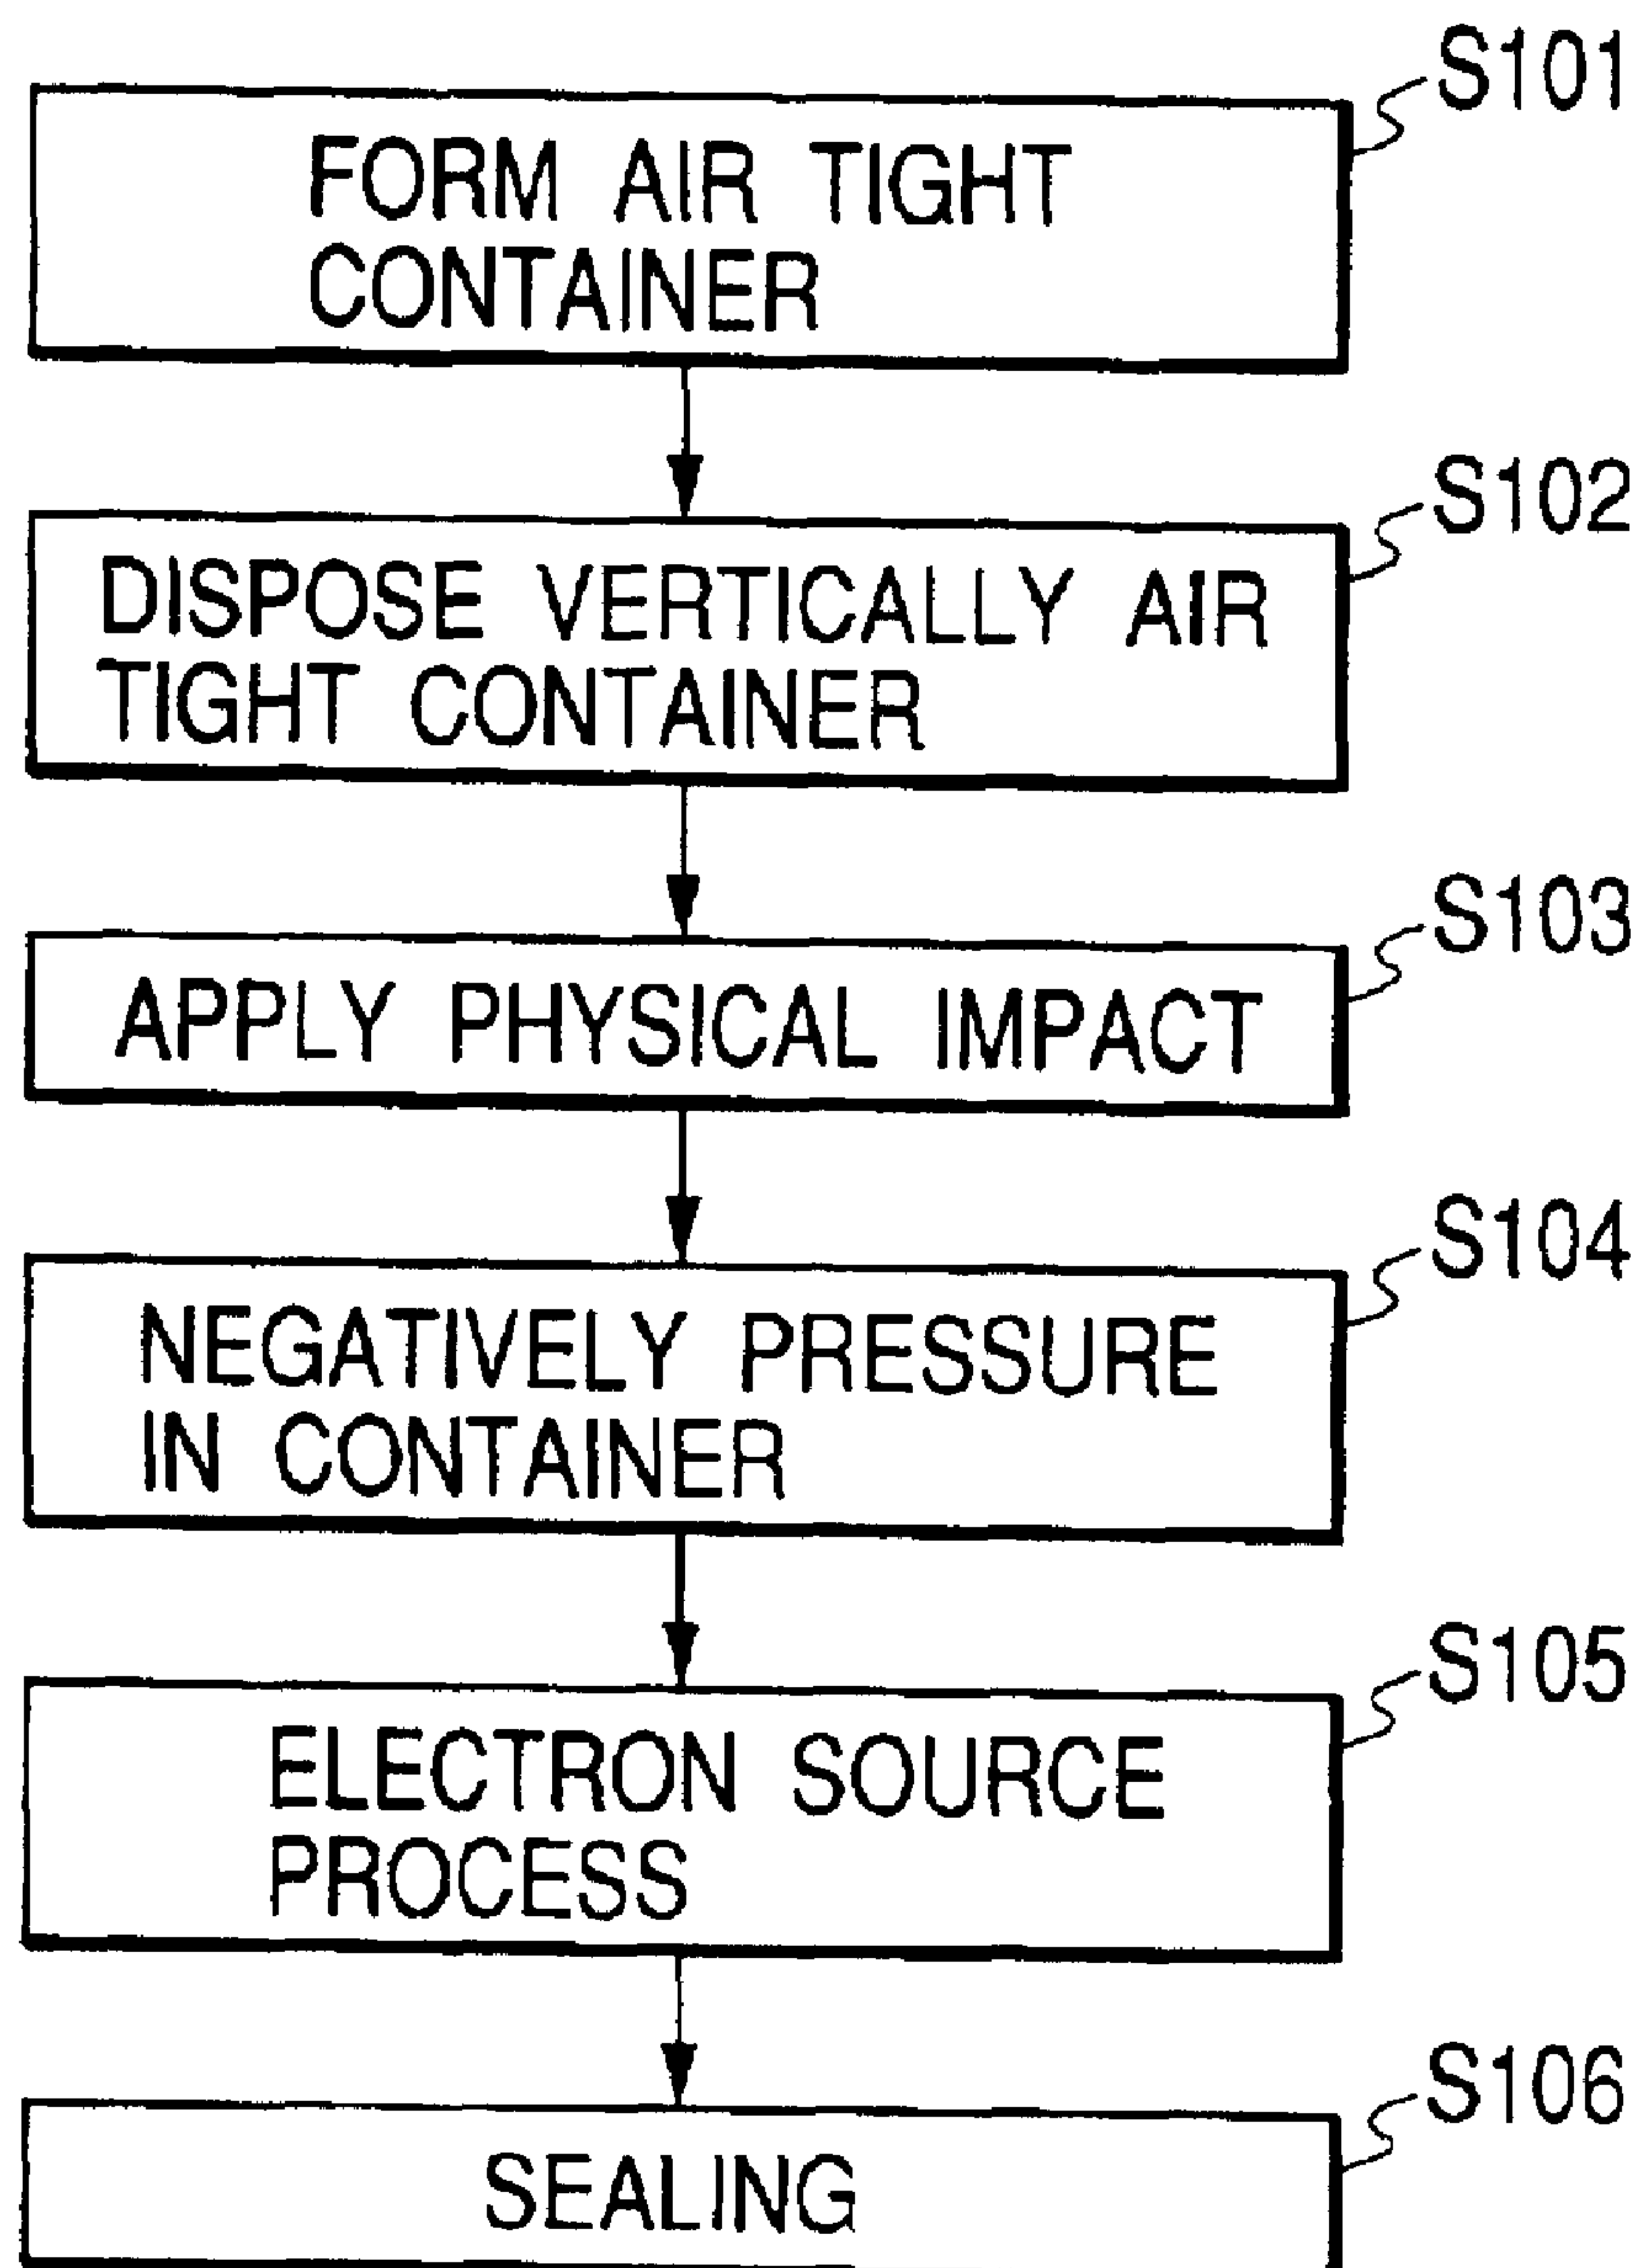 S101
FORM AIR TIGHT
CONTAINER
S102
DISPOSE VERTICALLY AIR
TIGHT CONTAINER
S103
APPLY PHYSICAL IMPACT
S104
NEGATIVELY PRESSURE
IN CONTAINER
S105
ELECTRON SOURCE
PROCESS
S106
SEALING